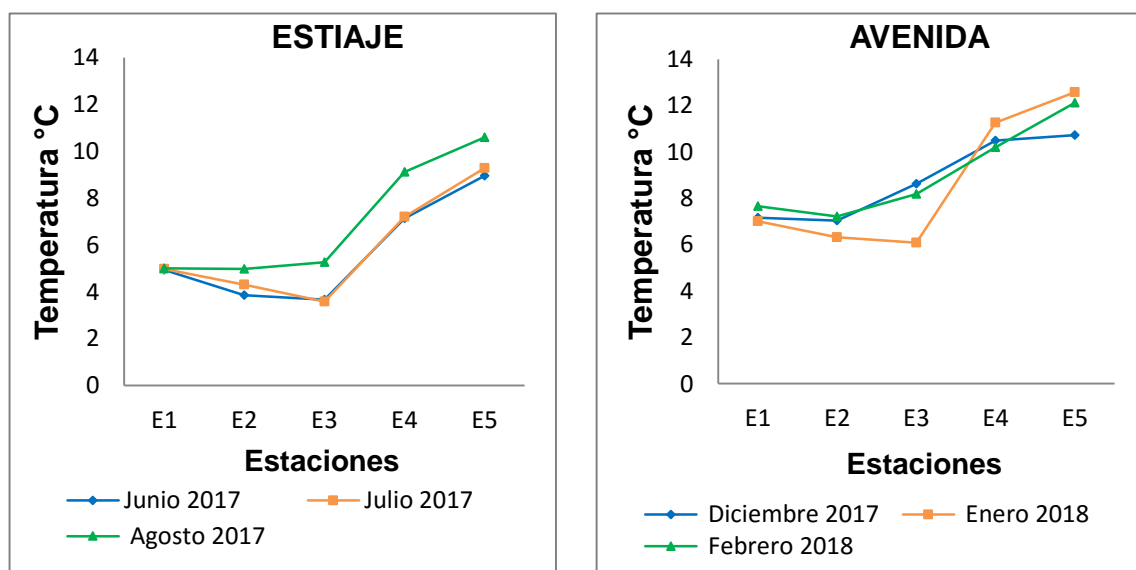 ESTIAJE
Temperatura °C
14
12
10
8
6
4
2
0
E1 E2 E3 E4 E5
Estaciones
Junio 2017 Julio 2017
Agosto 2017
AVENIDA
Temperatura °C
14
12
10
8
6
4
2
0
E1 E2 E3 E4 E5
Estaciones
Diciembre 2017 Enero 2018
Febrero 2018